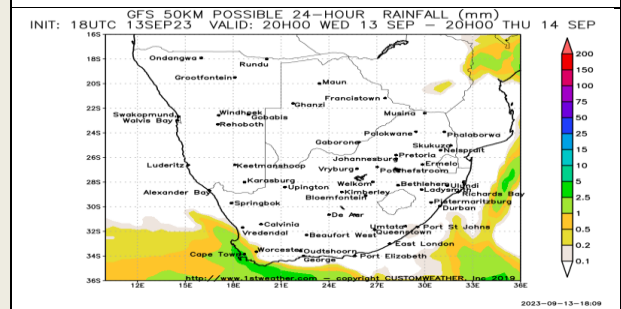 GFS 50KM POSSIBLE 24-HOUR RAINFALL (mm)
INIT: 18UTC 13SEP23 VALID: 20H00 WED 13 SEP - 20H00 THU 14 SEP
16S
18S
20S
22S
24S
26S
28S
30S
32S
34S
36S
Ondangwa
Rundu
Grootfontein
Maun
Ghanzi
Francistown
Swakopmund
Walvis Bay
Windhoek
Gobabis
Rehoboth
Musina
Polokwane
Phalaborwa
Gaborone
Skukuza
Nelspruit
Pretoria
Johannesburg
Ermelo
Luderitz
Keetmanshoop
Vryburg
Potchefstroom
Karasburg
Upington
Welkom
Bethlehem
Ulundi
Kimberley
Ladysmith
Richards Bay
Alexander Bay
Bloemfontein
Springbok
Pietermaritzburg
Durban
De Aar
Calvinia
Vredendal
Beaufort West
Umtata
Port St Johns
Queenstown
East London
Cape Town
Worcester
Oudtshoorn
George
Port Elizabeth
http://www.1stweather.com - copyright CUSTOMWEATHER, Inc 2019
12E 15E 18E 21E 24E 27E 30E 33E 36E
200
150
100
75
50
25
20
15
10
5
2.5
1
0.5
0.2
0.1
2023-09-13-18:09